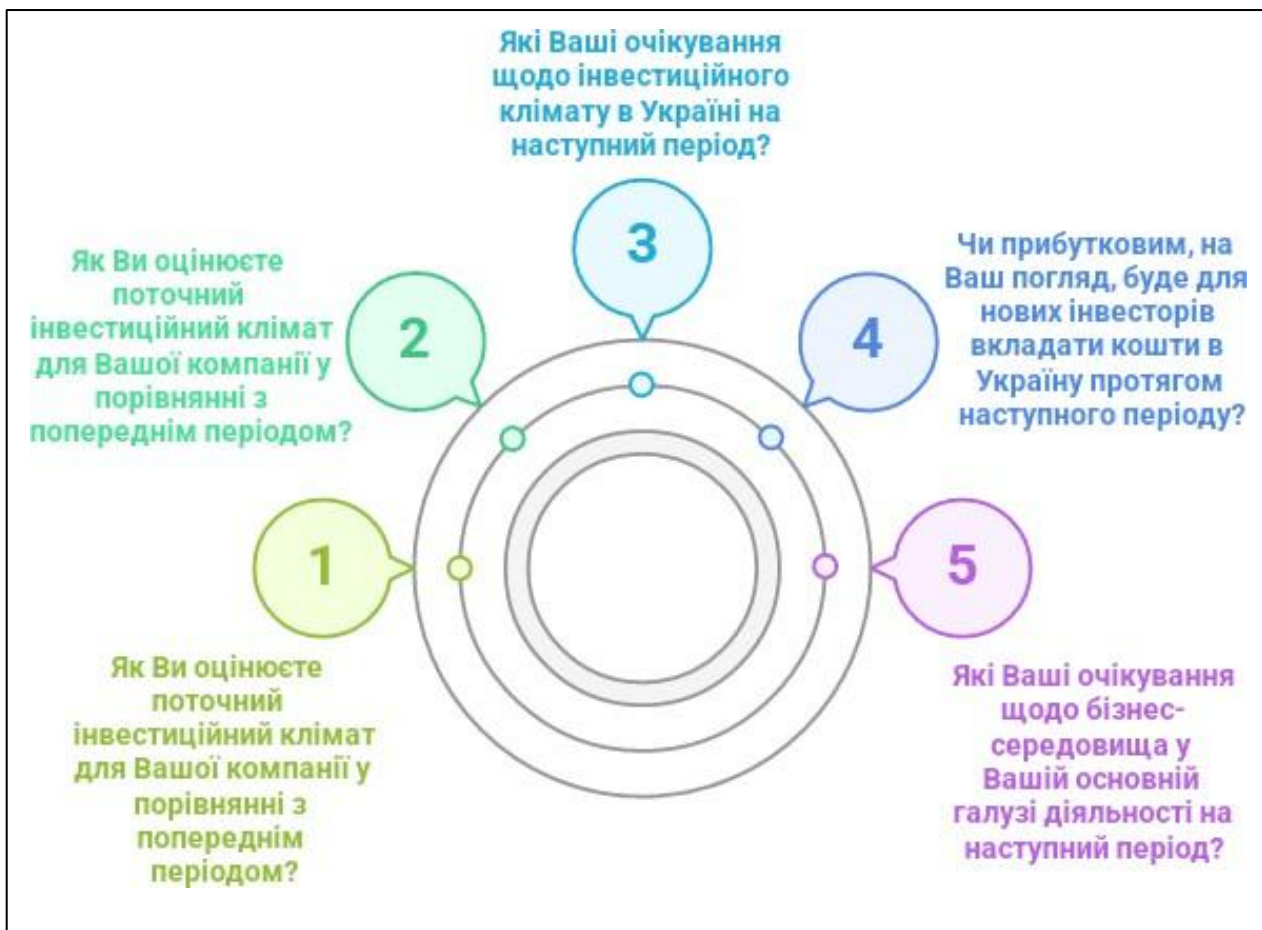 Які Ваші очікування
щодо інвестиційного
клімату в Україні на
наступний період?
3
Як Ви оцінюєте
поточний
інвестиційний клімат
для Вашої компанії у
порівнянні з
попереднім періодом?
2
4
Чи прибутковим, на
Ваш погляд, буде для
нових інвесторів
вкладати кошти в
Україну протягом
наступного періоду?
1
5
Як Ви оцінюєте
поточний
інвестиційний клімат
для Вашої компанії у
порівнянні з
попереднім
періодом?
Які Ваші очікування
щодо бізнес-
середовища у
Вашій основній
галузі діяльності на
наступний період?